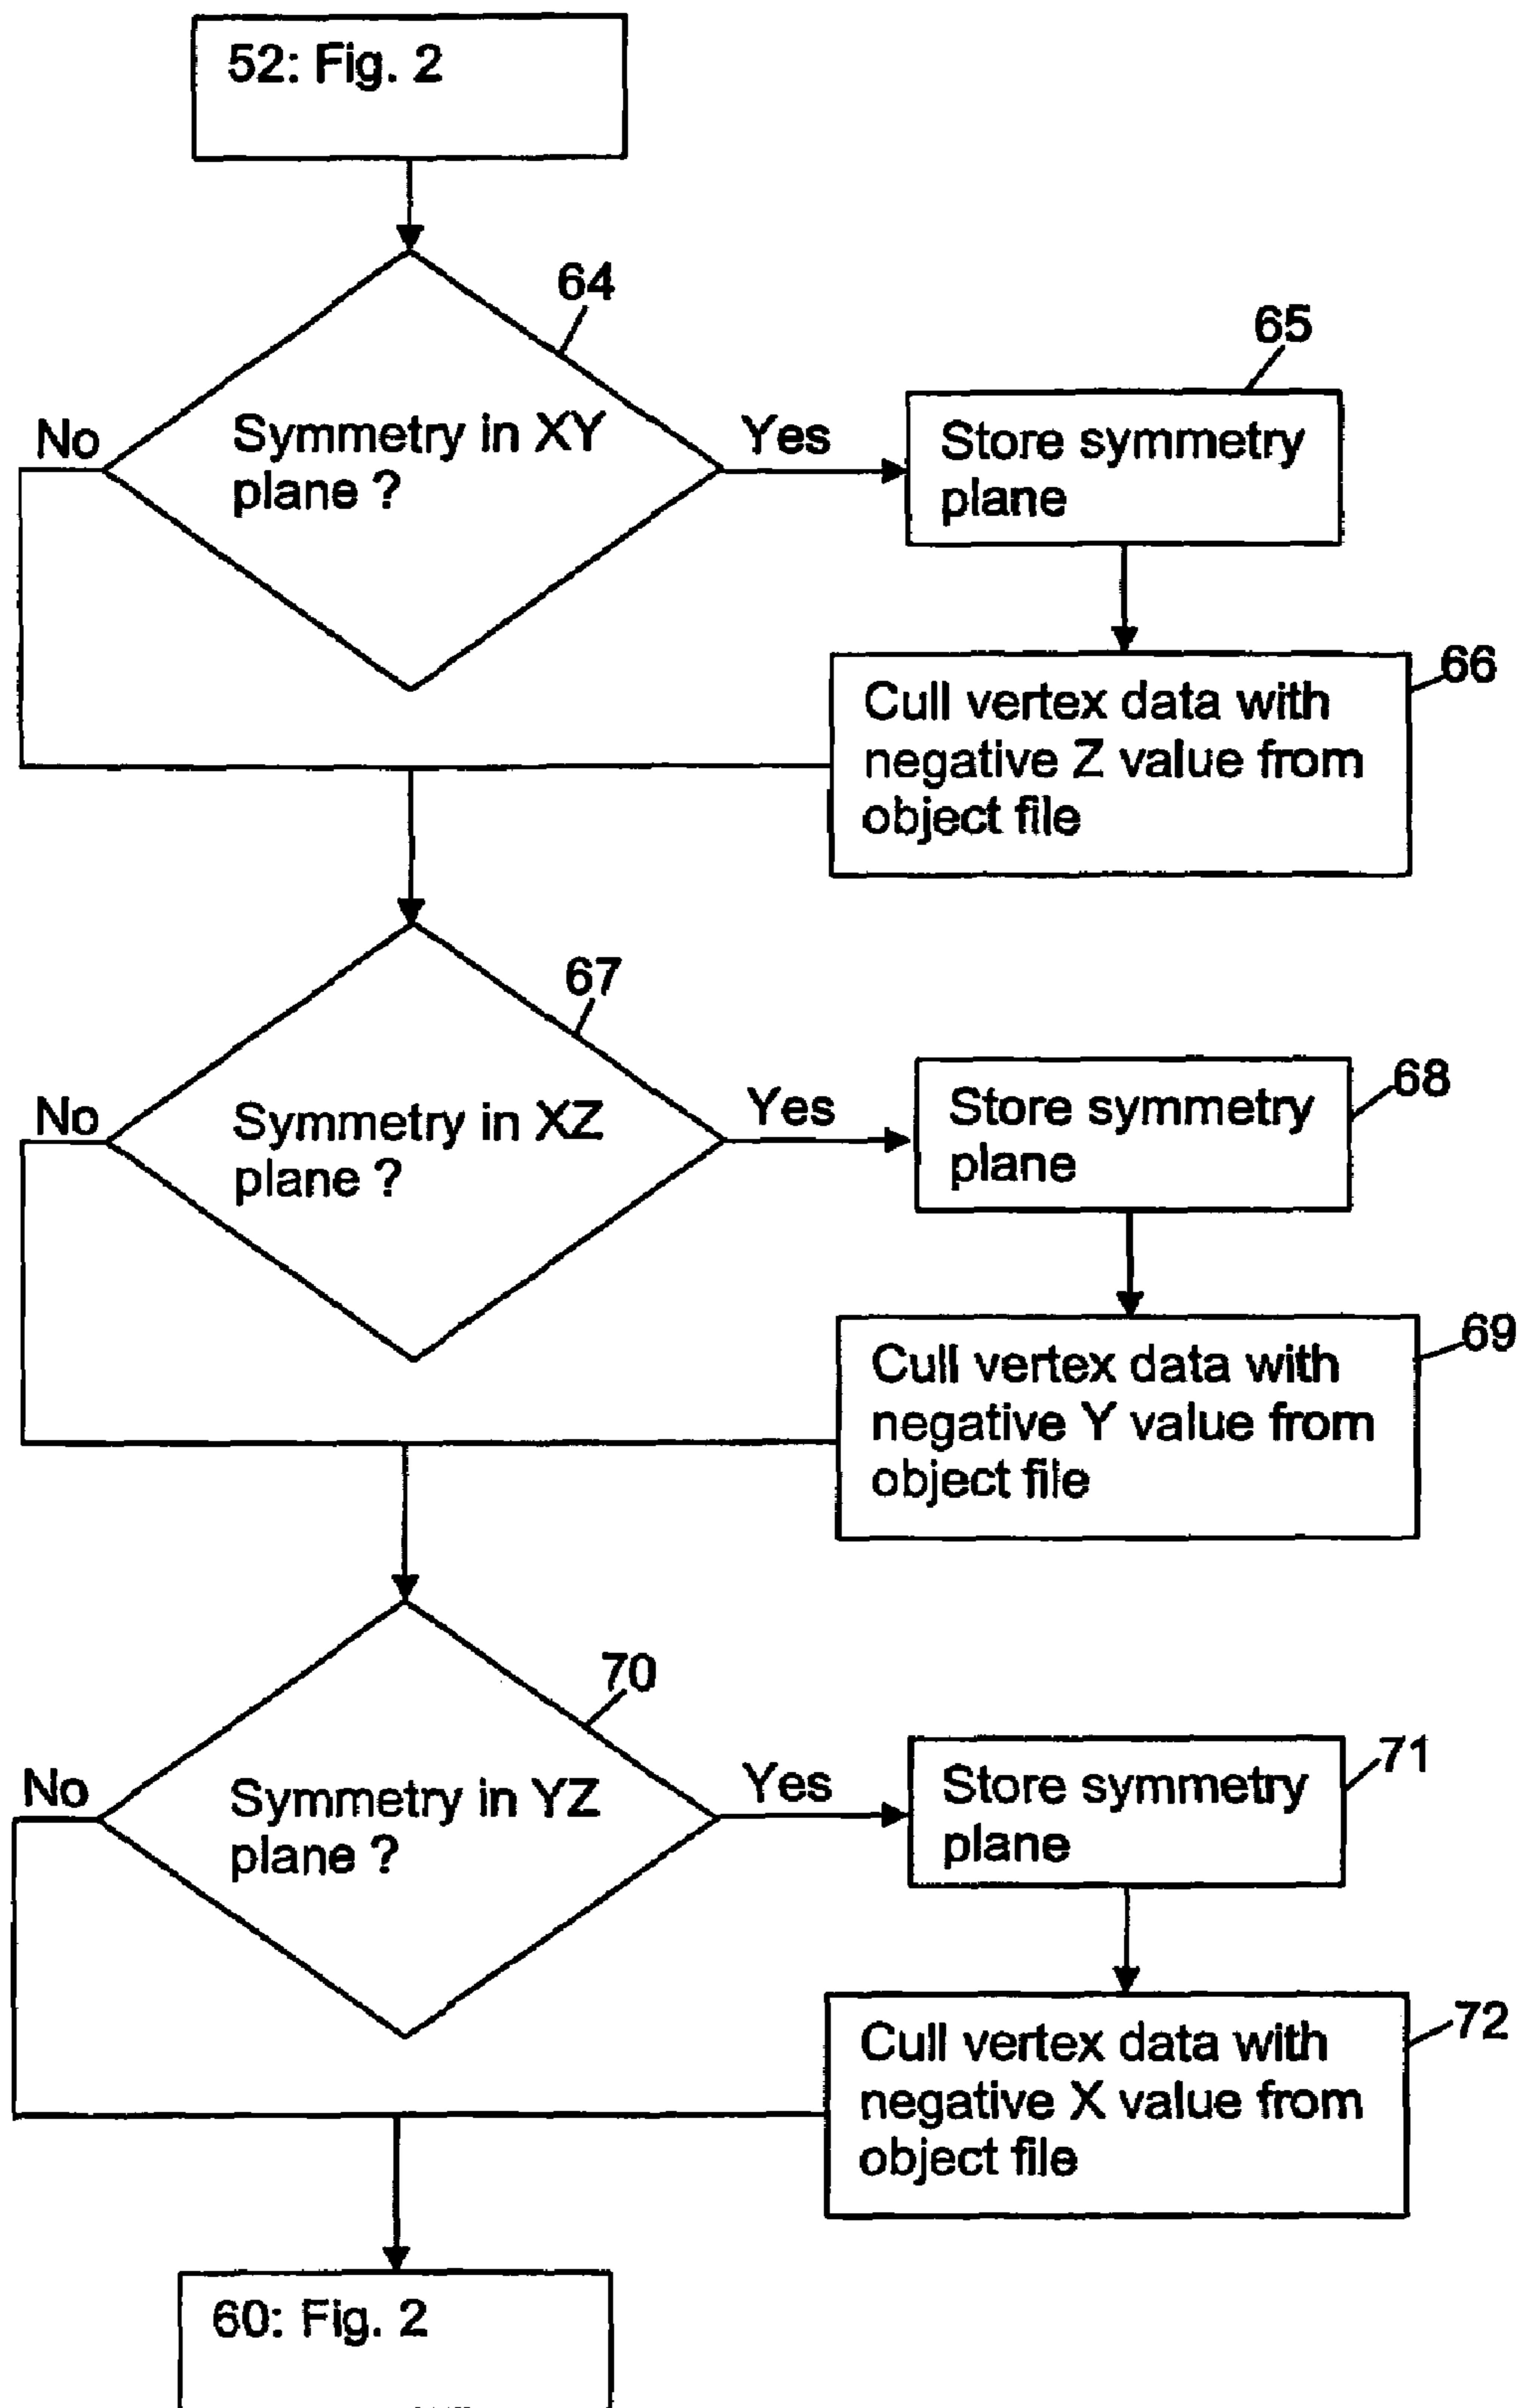 52: Fig. 2
64
65
No
Symmetry in XY
plane ?
Yes
Store symmetry
plane
66
Cull vertex data with
negative Z value from
object file
67
68
No
Symmetry in XZ
plane ?
Yes
Store symmetry
plane
69
Cull vertex data with
negative Y value from
object file
70
71
No
Symmetry in YZ
plane ?
Yes
Store symmetry
plane
72
Cull vertex data with
negative X value from
object file
60: Fig. 2